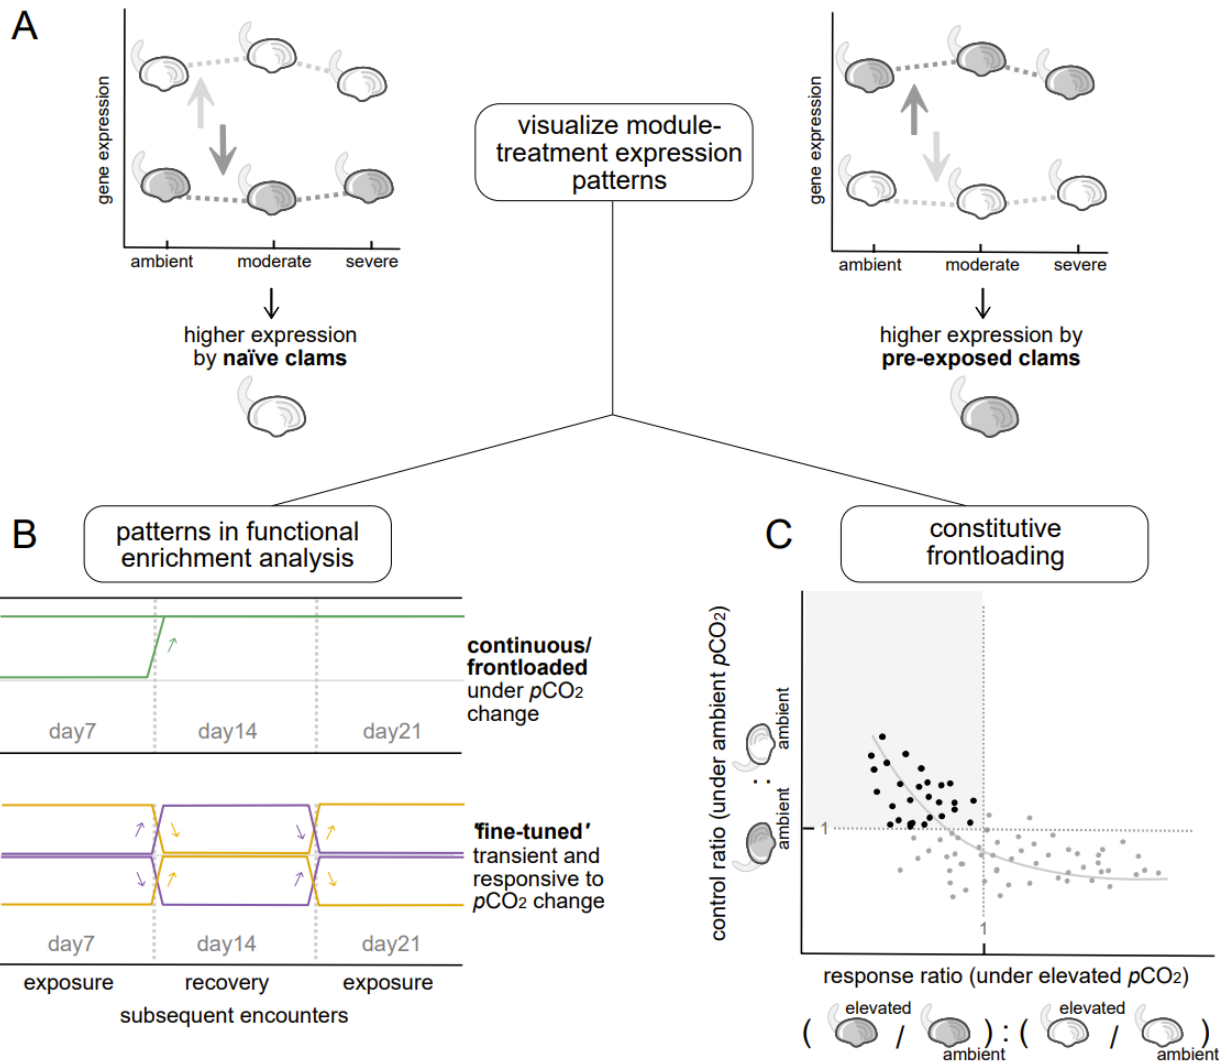 A
gene expression
ambient moderate severe
higher expression
by naïve clams
visualize module-
treatment expression
patterns
gene expression
ambient moderate severe
higher expression by
pre-exposed clams
B
patterns in functional
enrichment analysis
continuous/
frontloaded
under pCO2
change
day7 day14 day21
'fine-tuned'
transient and
responsive to
pCO2 change
day7 day14 day21
exposure recovery exposure
subsequent encounters
C
constitutive
frontloading
control ratio (under ambient pCO2)
ambient : ambient
1
1
response ratio (under elevated pCO2)
( elevated / ambient ) : ( elevated / ambient )